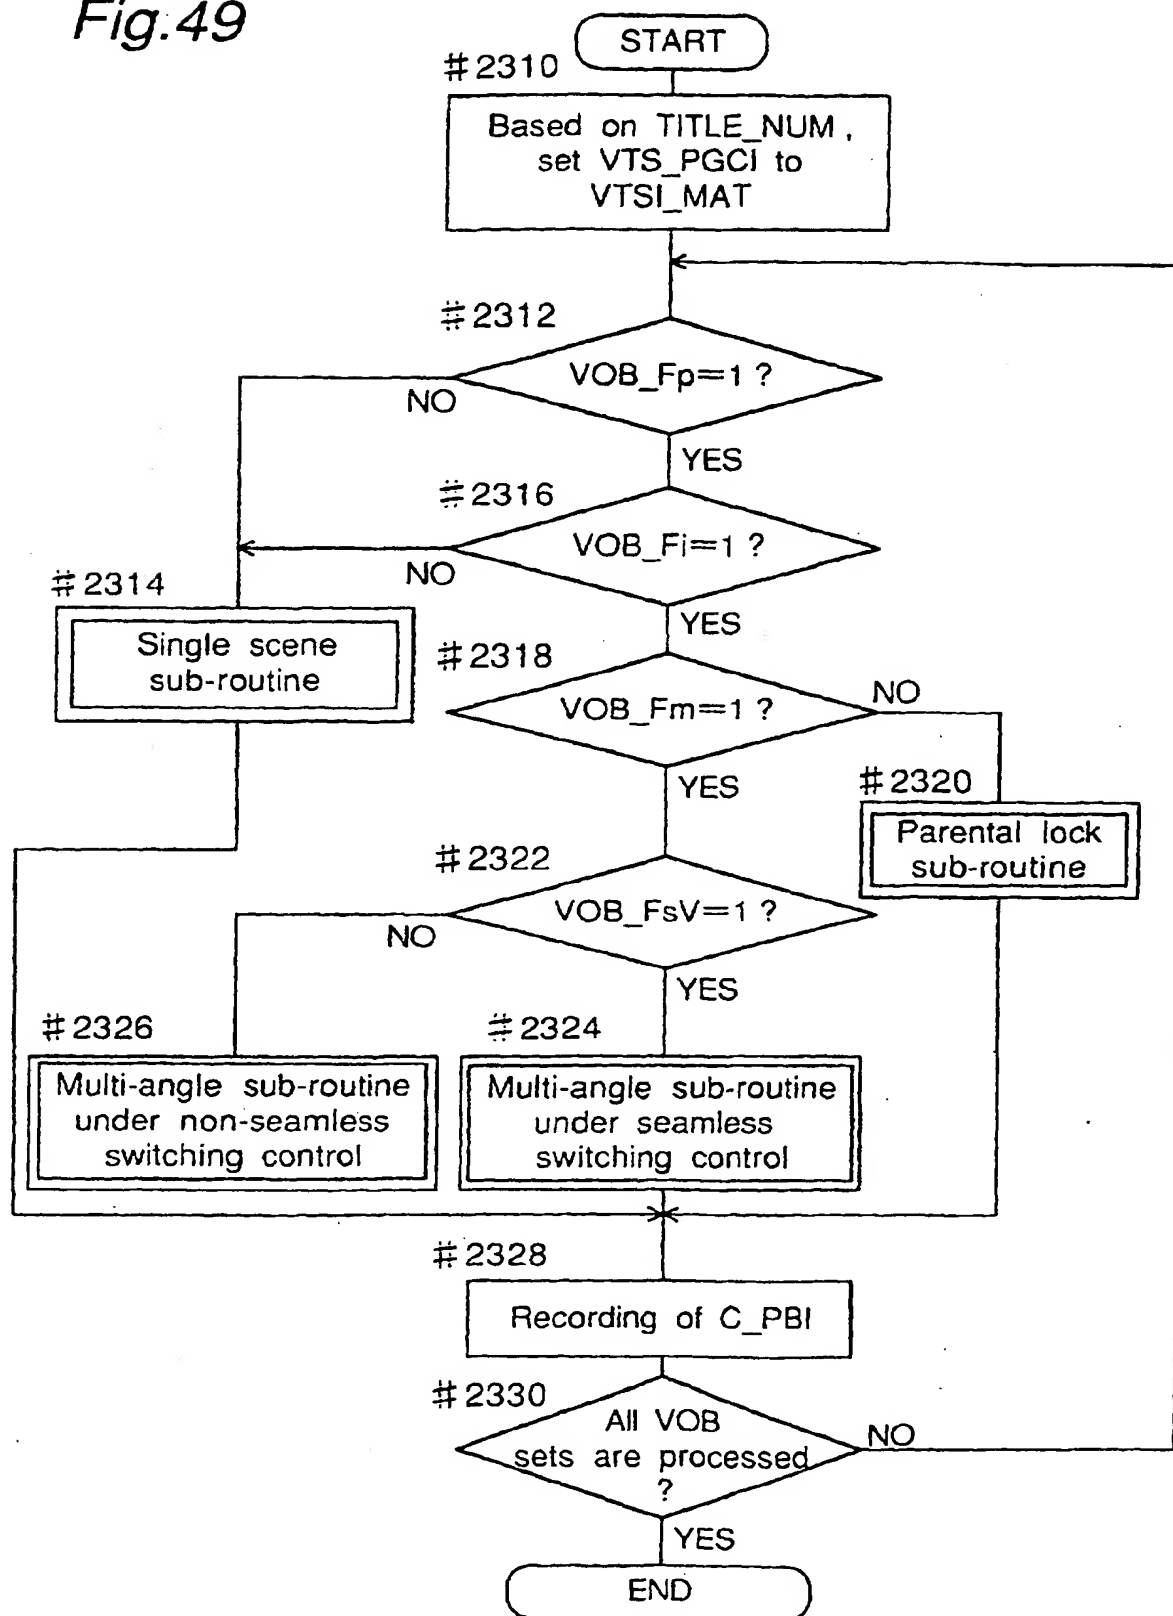 Fig.49
START
#2310
Based on TITLE_NUM,
set VTS_PGCI to
VTSI_MAT
#2312
VOB_Fp=1 ?
NO
YES
#2316
VOB_Fi=1 ?
NO
YES
#2314
Single scene
sub-routine
#2318
VOB_Fm=1 ?
NO
YES
#2320
Parental lock
sub-routine
#2322
VOB_FsV=1 ?
NO
YES
#2326
Multi-angle sub-routine
under non-seamless
switching control
#2324
Multi-angle sub-routine
under seamless
switching control
#2328
Recording of C_PBI
#2330
All VOB
sets are processed
?
NO
YES
END